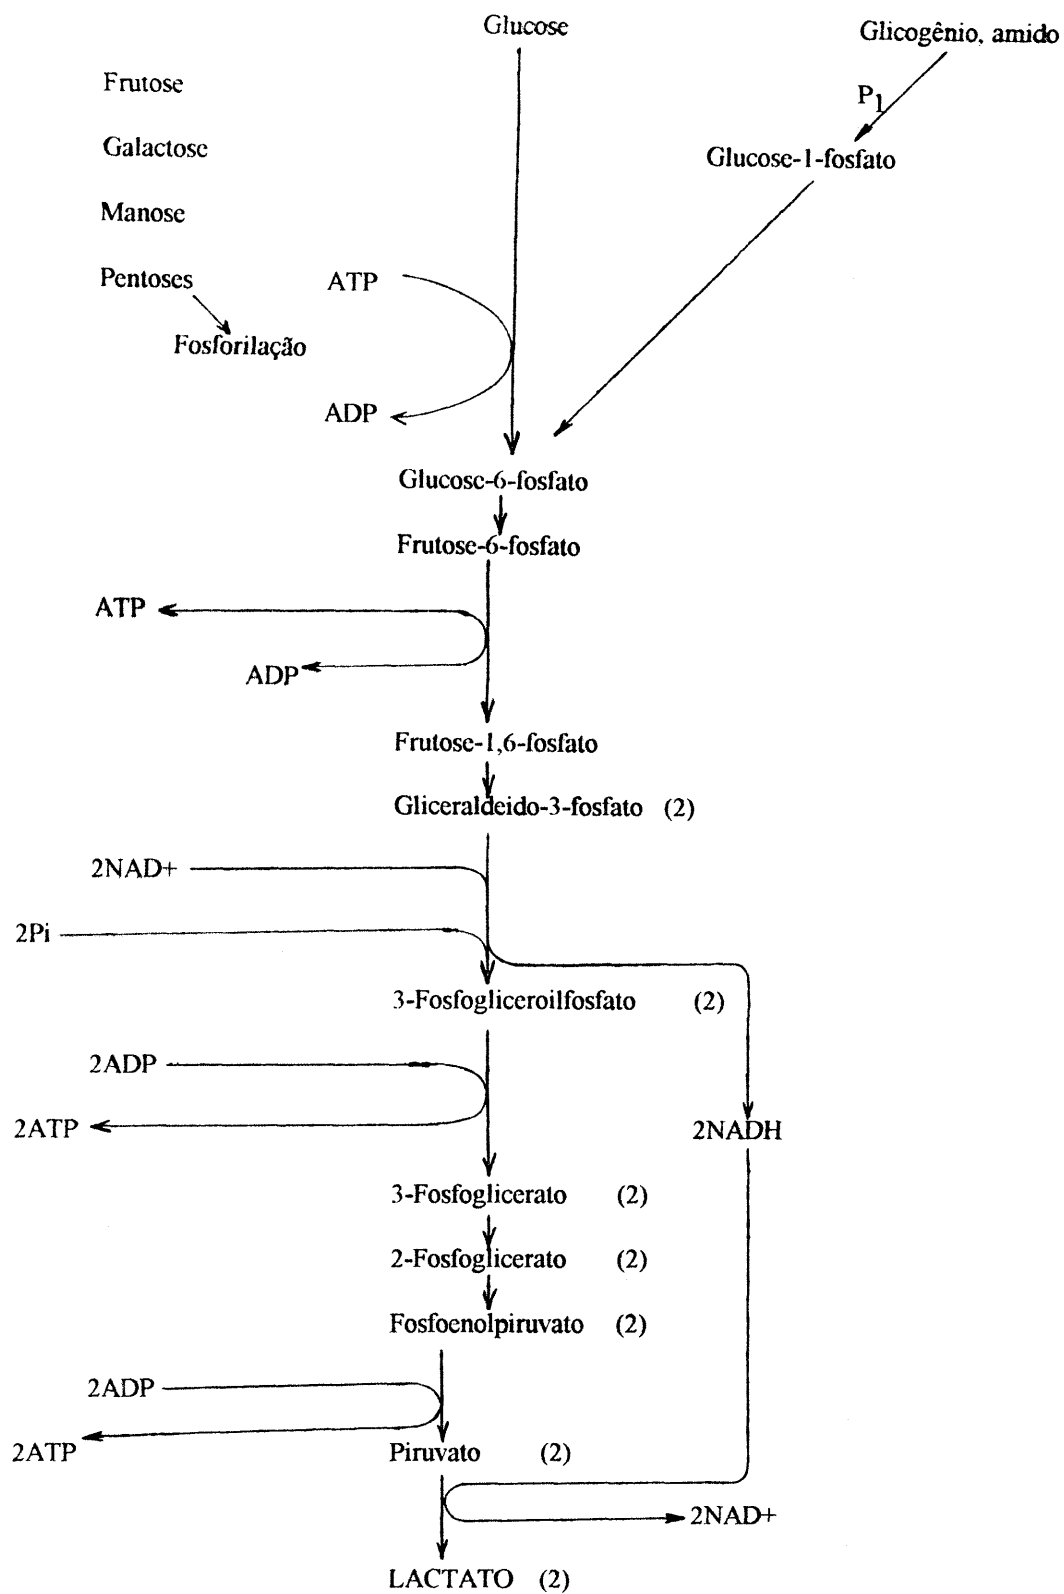 Glucose
Glicogênio, amido
Frutose
P1
Galactose
Glucose-1-fosfato
Manose
Pentoses
ATP
Fosforilação
ADP
Glucose-6-fosfato
Frutose-6-fosfato
ATP
ADP
Frutose-1,6-fosfato
Gliceraldeido-3-fosfato (2)
2NAD+
2Pi
3-Fosfogliceroilfosfato (2)
2ADP
2ATP
2NADH
3-Fosfoglicerato (2)
2-Fosfoglicerato (2)
Fosfoenolpiruvato (2)
2ADP
2ATP
Piruvato (2)
2NAD+
LACTATO (2)